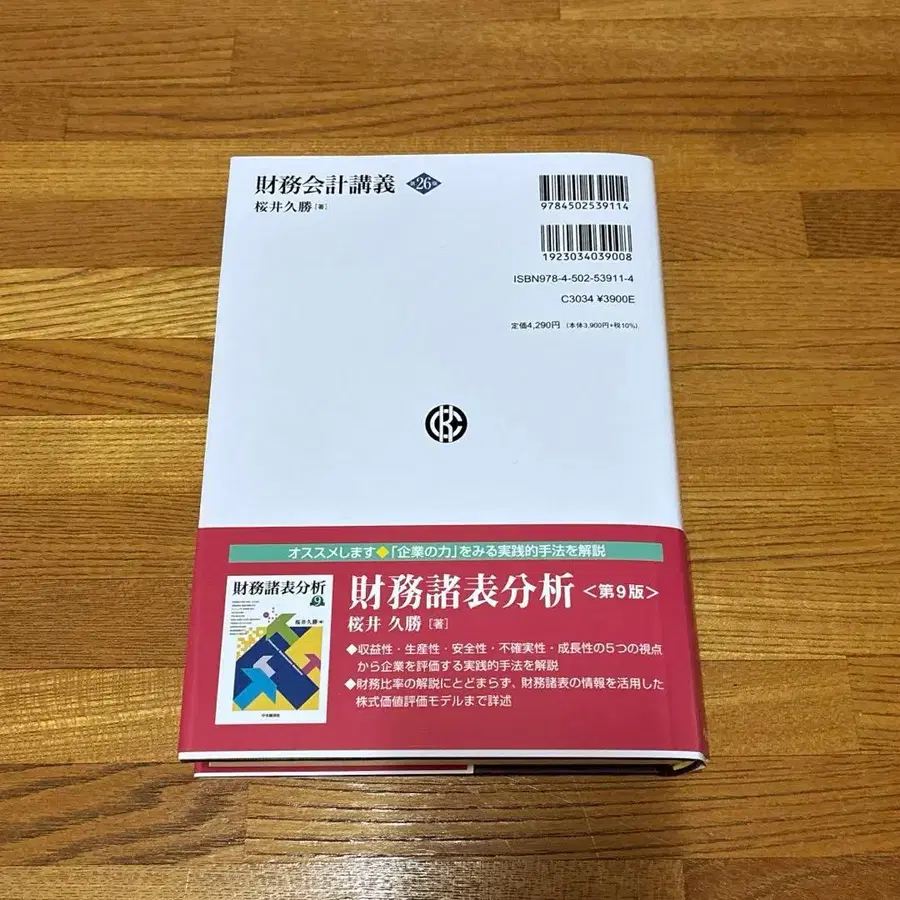 財務会計講義 第26版
桜井久勝[著]
9784502539114
1923034039008
ISBN978-4-502-53911-4
C3034 ¥3900E
定価4,290円 (本体3,900円+税10%)
オススメします◆「企業の力」をみる実践的手法を解説
財務諸表分析
9
桜井久勝
中央経済社
財務諸表分析<第9版>
桜井 久勝[著]
◆収益性・生産性・安全性・不確実性・成長性の5つの視点
から企業を評価する実践的手法を解説
◆財務比率の解説にとどまらず、財務諸表の情報を活用した
株式価値評価モデルまで詳述